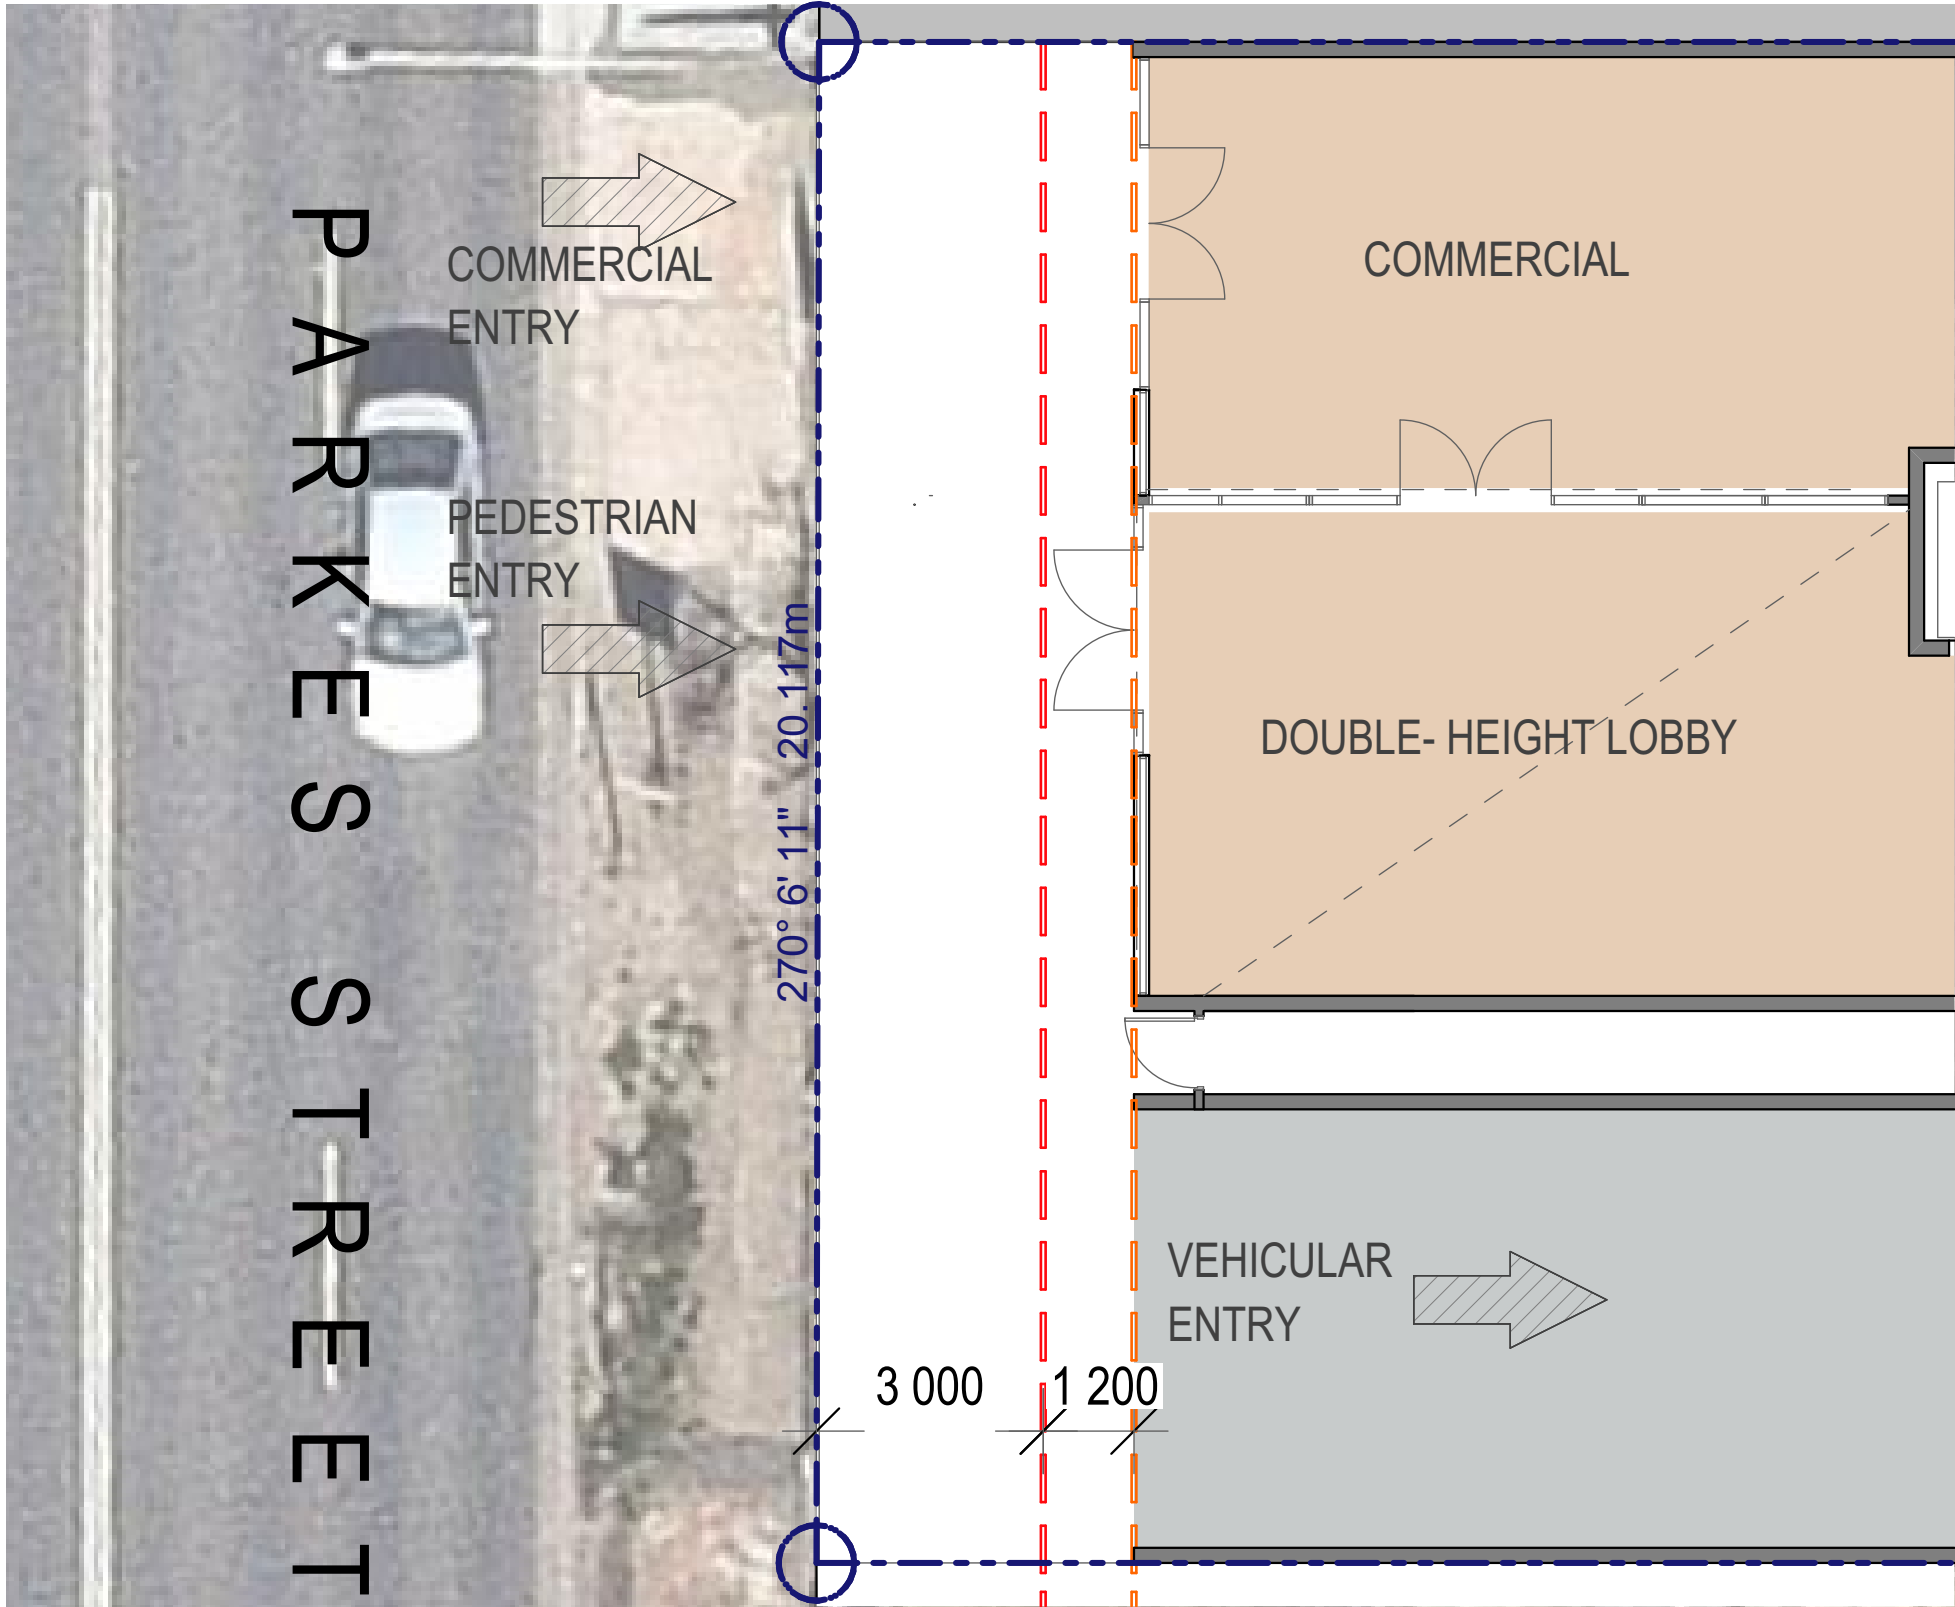 COMMERCIAL
ENTRY
COMMERCIAL
PARKES STREET
PEDESTRIAN
ENTRY
270° 6' 11" 20.117m
DOUBLE- HEIGHT LOBBY
VEHICULAR
ENTRY
3 000
1 200